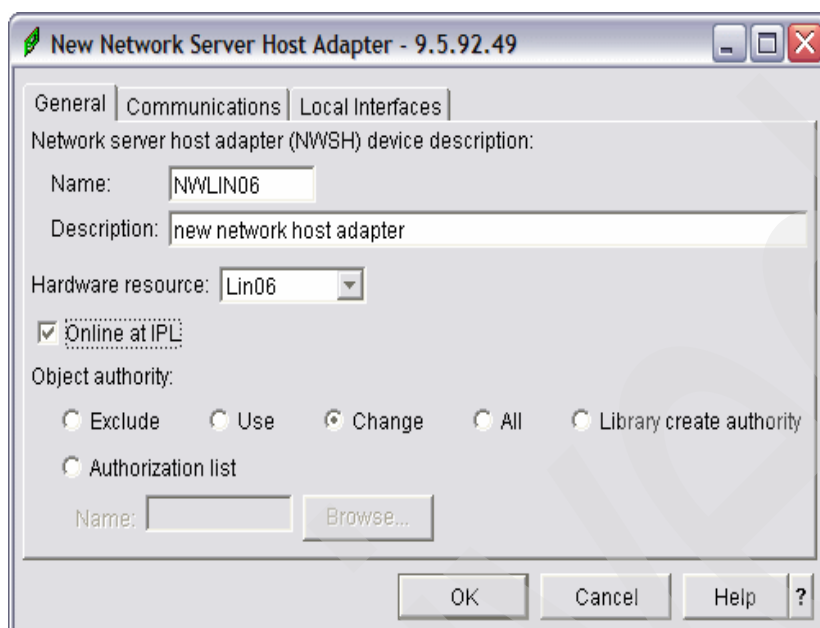 New Network Server Host Adapter - 9.5.92.49
General Communications Local Interfaces
Network server host adapter (NWSH) device description:
Name: NWLIN06
Description: new network host adapter
Hardware resource: Lin06
Online at IPL
Object authority:
Exclude Use Change All Library create authority
Authorization list
Name: Browse...
OK Cancel Help ?